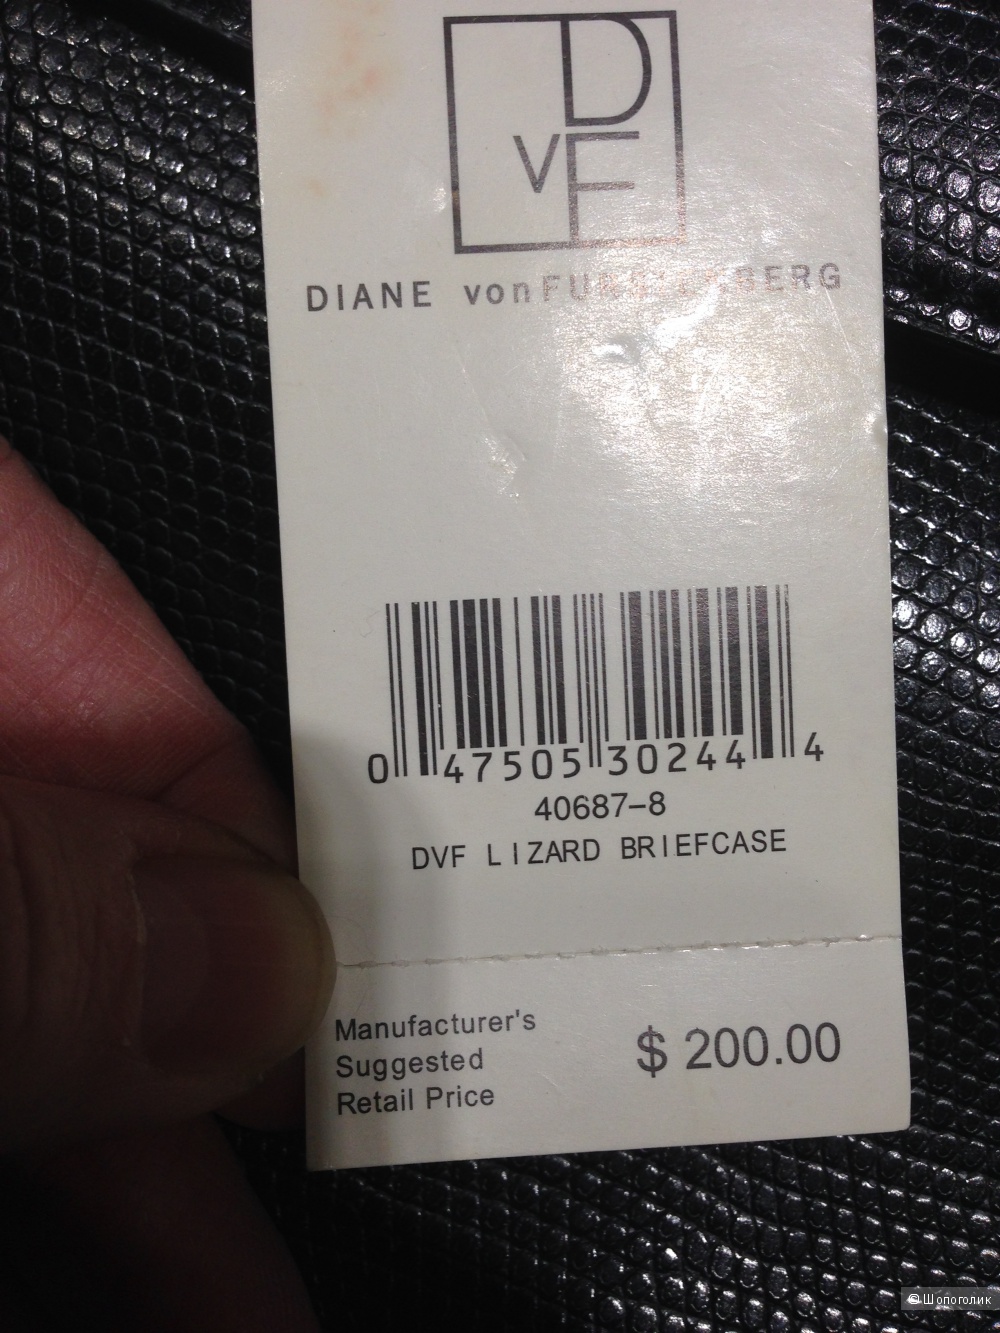 DVF
DIANE von FURSTENBERG
0 47505 30244 4
40687-8
DVF LIZARD BRIEFCASE
Manufacturer's
Suggested
Retail Price
$ 200.00
© Шопоголик